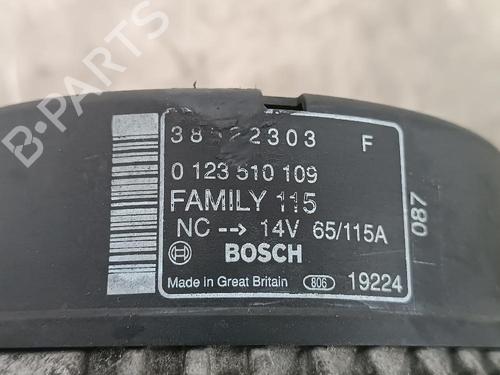 F
0 123 510 109
FAMILY 115
NC --> 14V 65/115A
BOSCH
Made in Great Britain 806 19224
087
B-PARTS